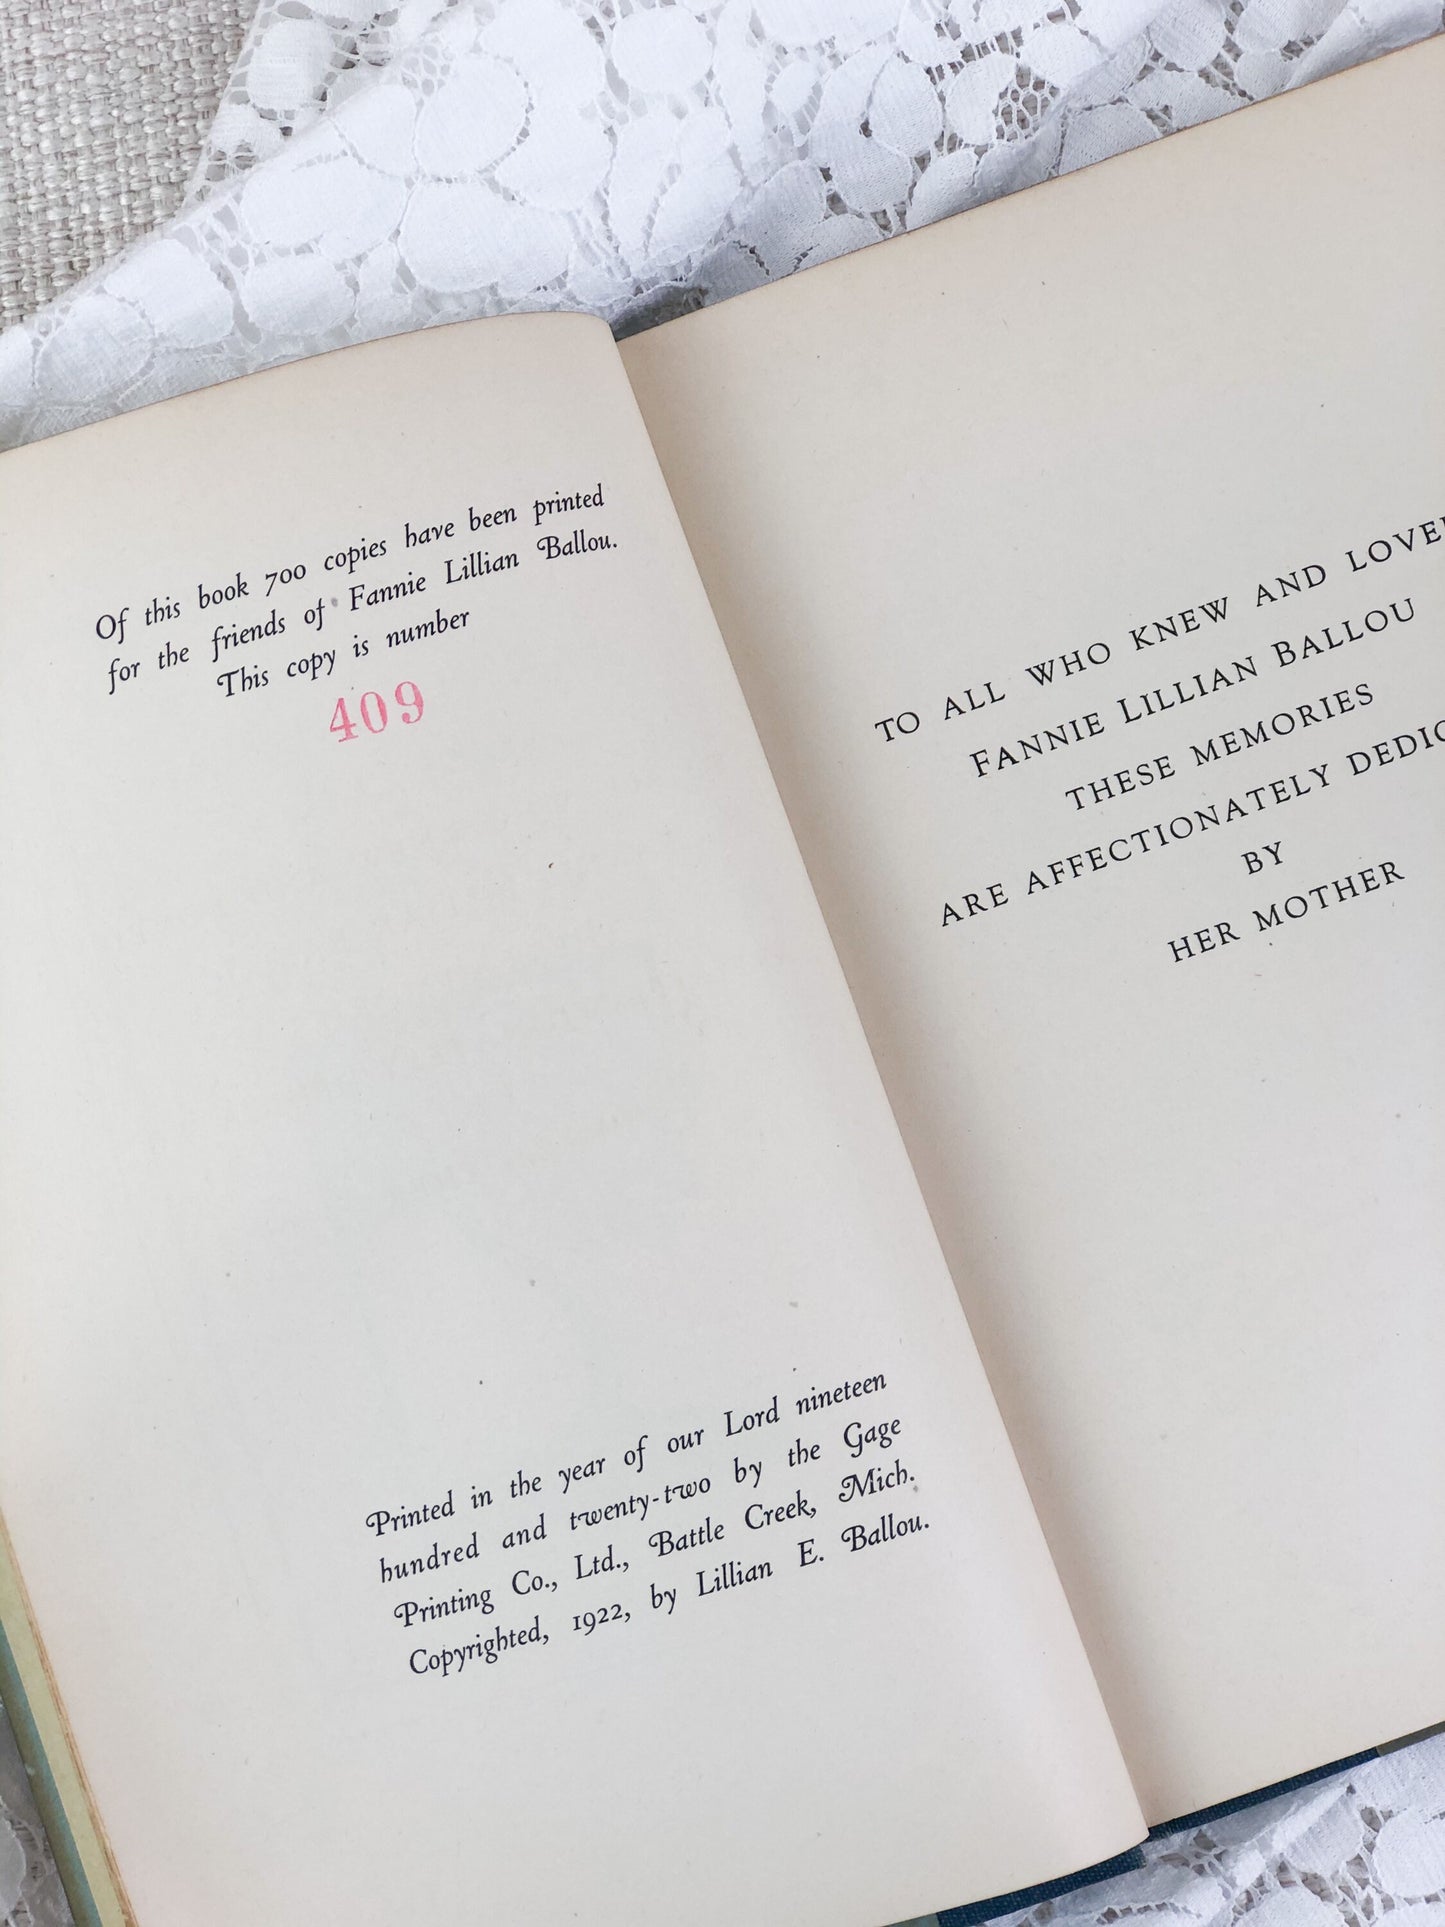 Of this book 700 copies have been printed
for the friends of Fannie Lillian Ballou.
This copy is number
409
Printed in the year of our Lord nineteen
hundred and twenty-two by the Gage
Printing Co., Ltd., Battle Creek, Mich.
Copyrighted, 1922, by Lillian E. Ballou.
TO ALL WHO KNEW AND LOVE
FANNIE LILLIAN BALLOU
THESE MEMORIES
ARE AFFECTIONATELY DEDIC
BY
HER MOTHER